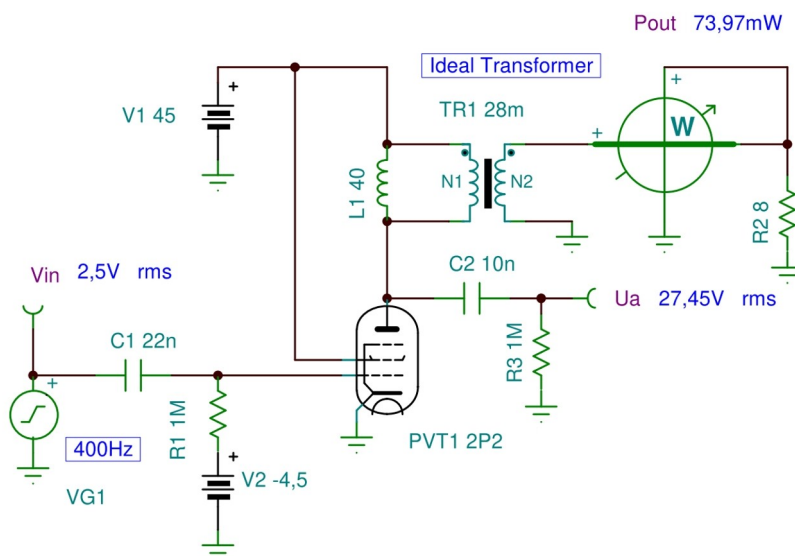 Pout 73,97mW
Ideal Transformer
+
+
V1 45
TR1 28m
+
W
L1 40
N1
N2
R2 8
C2 10n
Vin 2,5V rms
Ua 27,45V rms
C1 22n
R3 1M
+
R1 1M
400Hz
PVT1 2P2
+
V2 -4,5
VG1